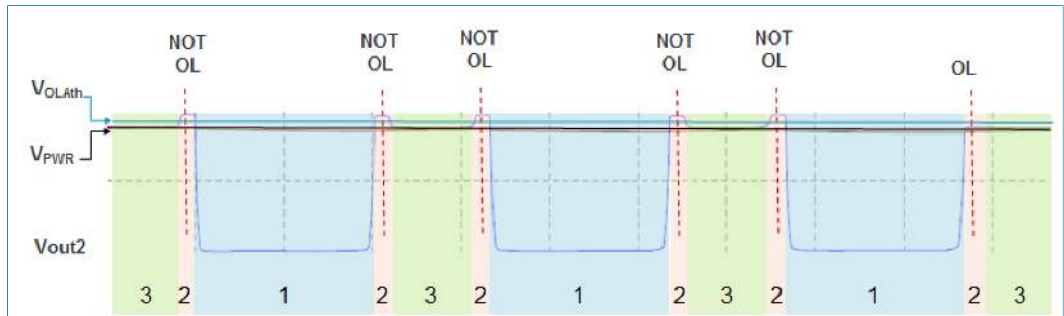 NOT NOT NOT NOT NOT
OL OL OL OL OL OL
VOLAth
VPWR
Vout2
3 2 1 2 3 2 1 2 3 2 1 2 3